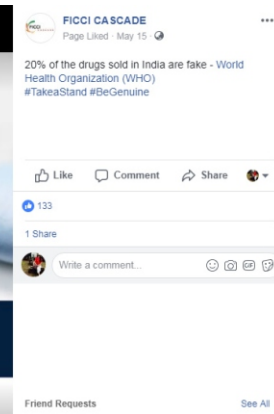 FICCI CASCADE
Page Liked · May 15 ·
20% of the drugs sold in India are fake - World
Health Organization (WHO)
#TakeaStand #BeGenuine
Like Comment Share
133
1 Share
Write a comment...
GIF
Friend Requests See All